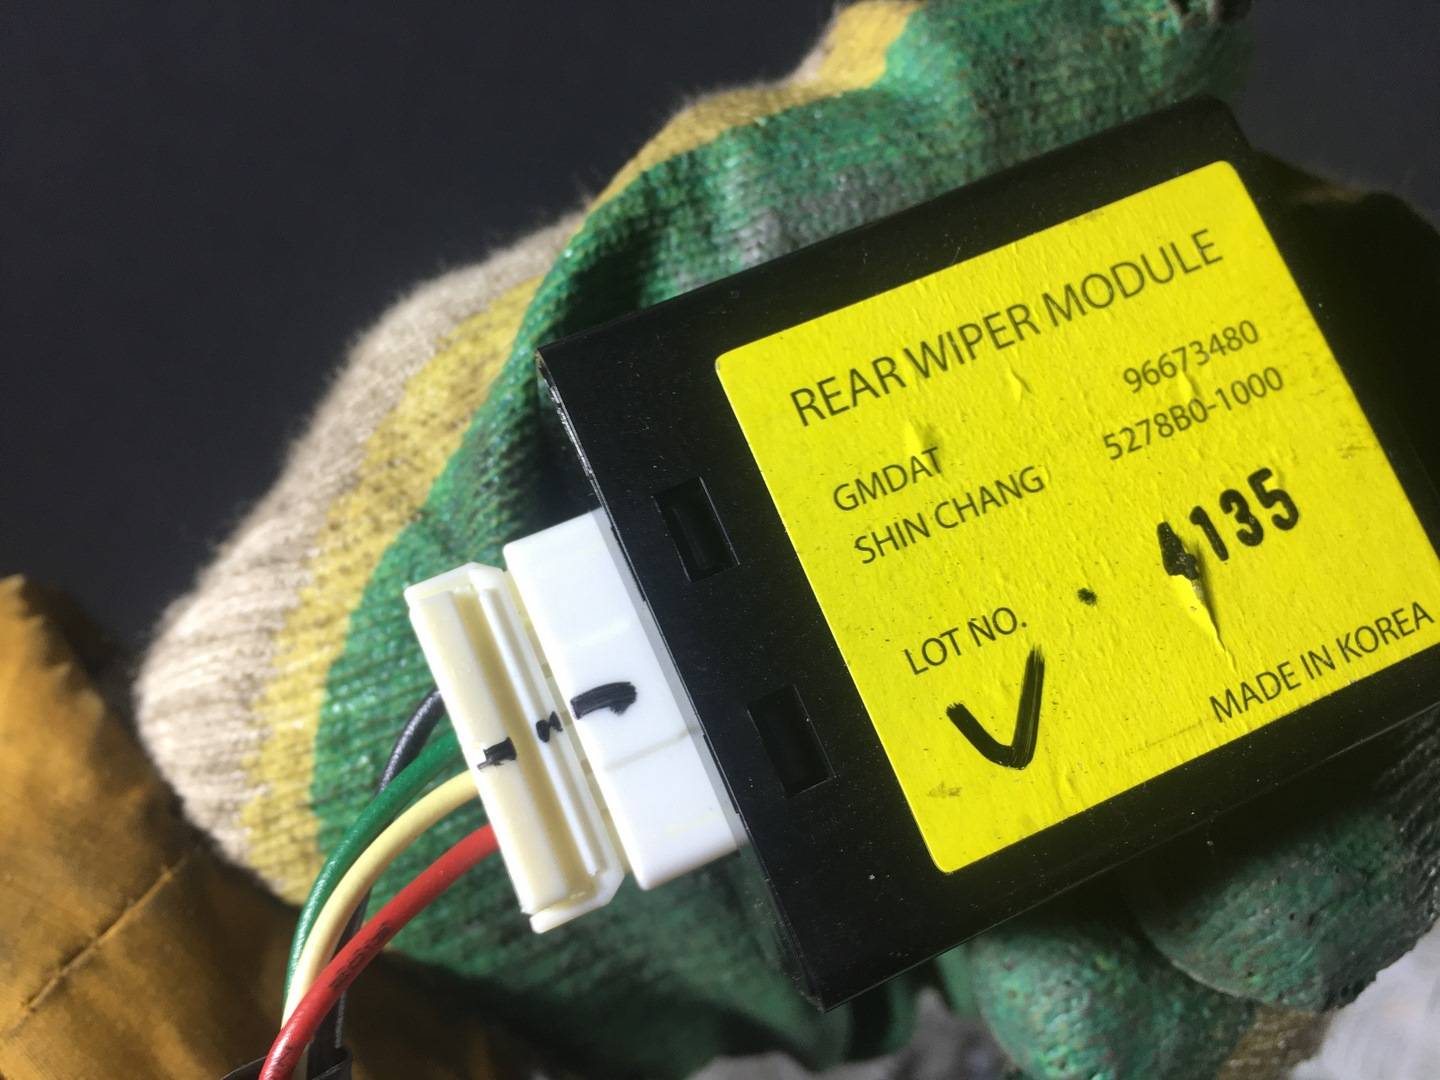 REAR WIPER MODULE
GMDAT 96673480
SHIN CHANG 5278B0-1000
LOT NO. 4135
MADE IN KOREA